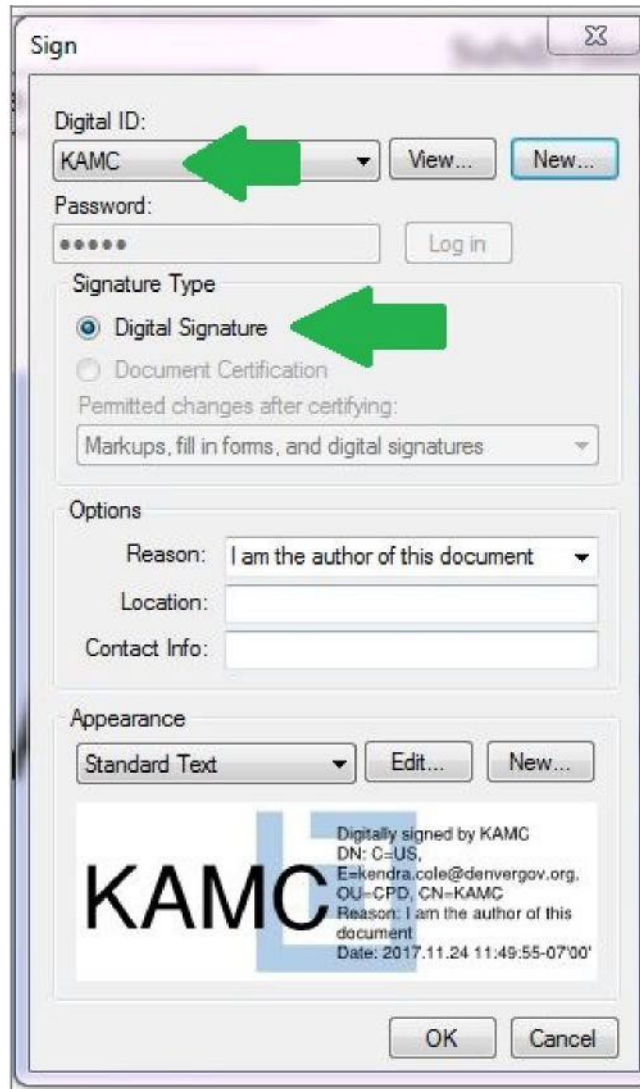 Sign
Digital ID:
KAMC View... New...
Password:
••••• Log in
Signature Type
Digital Signature
Document Certification
Permitted changes after certifying:
Markups, fill in forms, and digital signatures
Options
Reason: I am the author of this document
Location:
Contact Info:
Appearance
Standard Text Edit... New...
KAMC
Digitally signed by KAMC
DN: C=US,
E=kendra.cole@denvergov.org,
OU=CPD, CN=KAMC
Reason: I am the author of this
document
Date: 2017.11.24 11:49:55-07'00'
OK Cancel